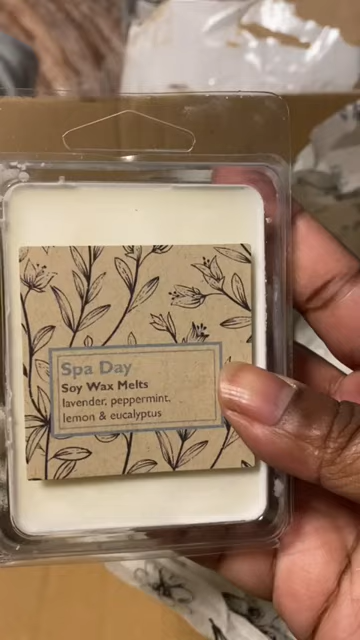 Spa Day
Soy Wax Melts
lavender, peppermint,
lemon & eucalyptus